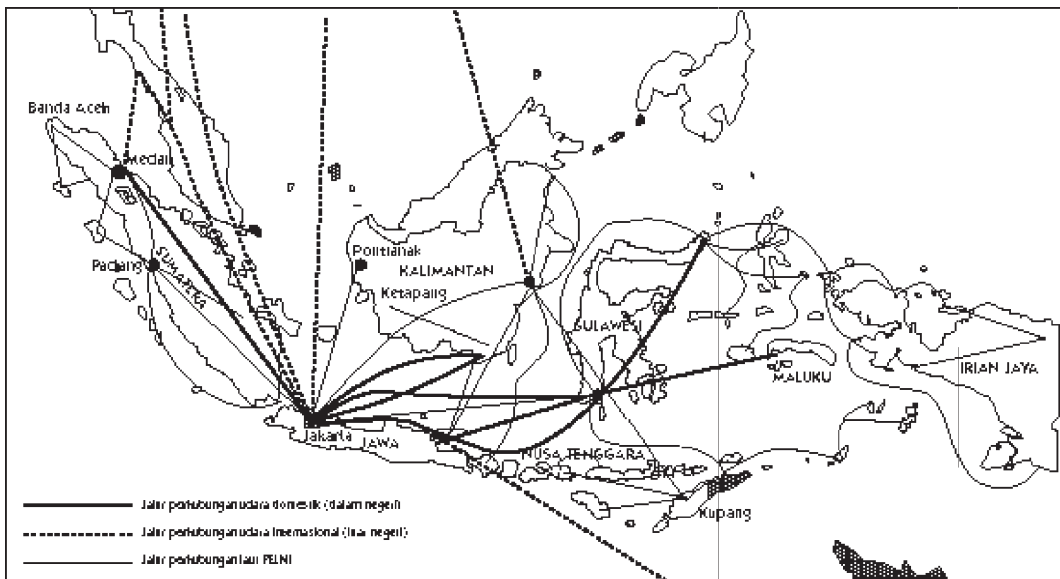 Banda Aceh
Medan
Padang
SUMATERA
Pontianak
KALIMANTAN
Ketapang
SULAWESI
MALUKU
IRIAN JAYA
Jakarta
JAWA
NUSA TENGGARA
Kupang
Jalur perhubungan udara domestik (dalam negeri)
Jalur perhubungan udara internasional (luar negeri)
Jalur perhubungan laut PELNI